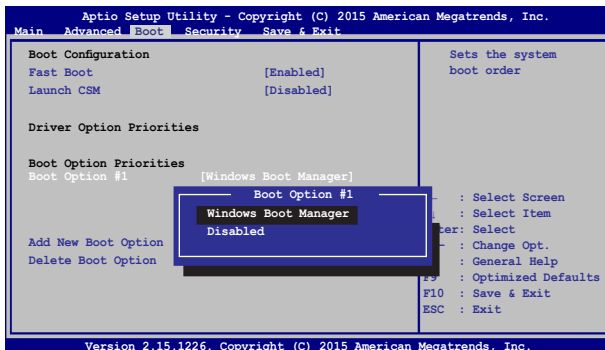 Aptio Setup Utility - Copyright (C) 2015 American Megatrends, Inc.
Main Advanced Boot Security Save & Exit
Boot Configuration
Fast Boot [Enabled]
Launch CSM [Disabled]
Driver Option Priorities
Boot Option Priorities
Boot Option #1 [Windows Boot Manager]
Add New Boot Option
Delete Boot Option
Boot Option #1
Windows Boot Manager
Disabled
Sets the system
boot order
: Select Screen
: Select Item
ter: Select
- : Change Opt.
: General Help
F9 : Optimized Defaults
F10 : Save & Exit
ESC : Exit
Version 2.15.1226. Copyright (C) 2015 American Megatrends, Inc.